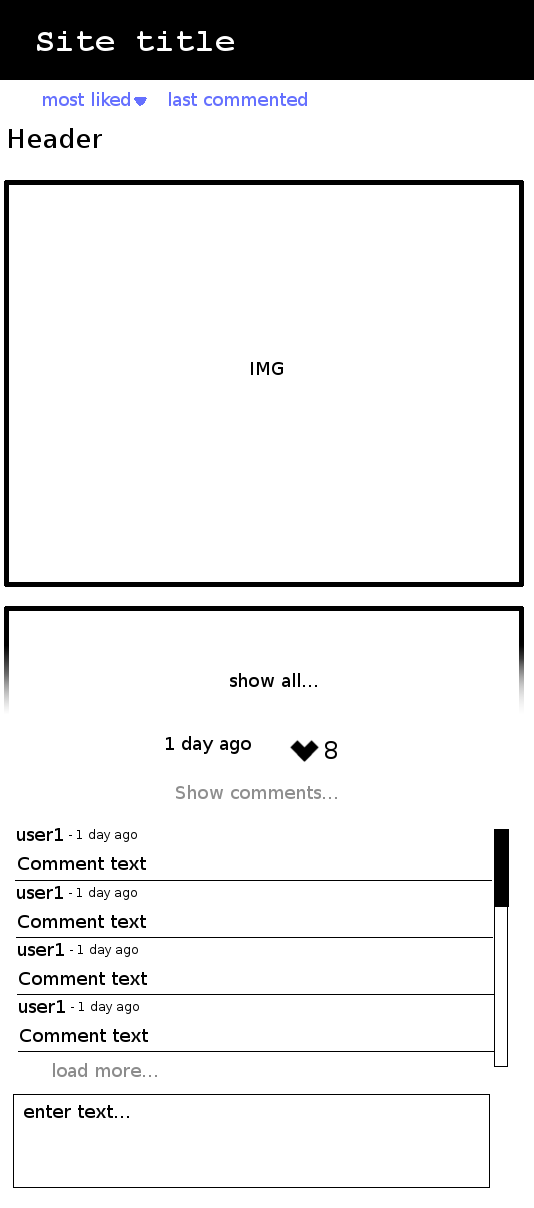 Site title
most liked last commented
Header
IMG
show all...
1 day ago 8
Show comments...
user1 - 1 day ago
Comment text
user1 - 1 day ago
Comment text
user1 - 1 day ago
Comment text
user1 - 1 day ago
Comment text
load more...
enter text...